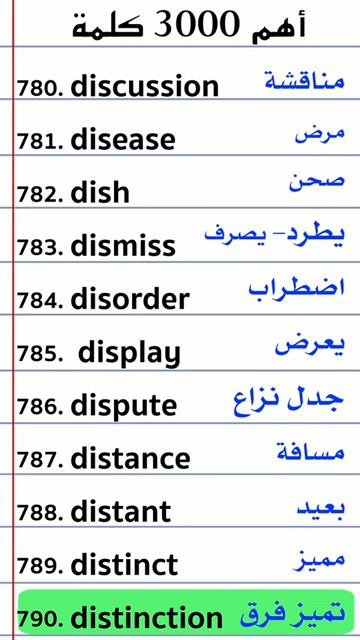 أهم 3000 كلمة
780. discussion مناقشة
781. disease مرض
782. dish صحن
783. dismiss يطرد- يصرف
784. disorder اضطراب
785. display يعرض
786. dispute جدل نزاع
787. distance مسافة
788. distant بعيد
789. distinct مميز
790. distinction تميز فرق